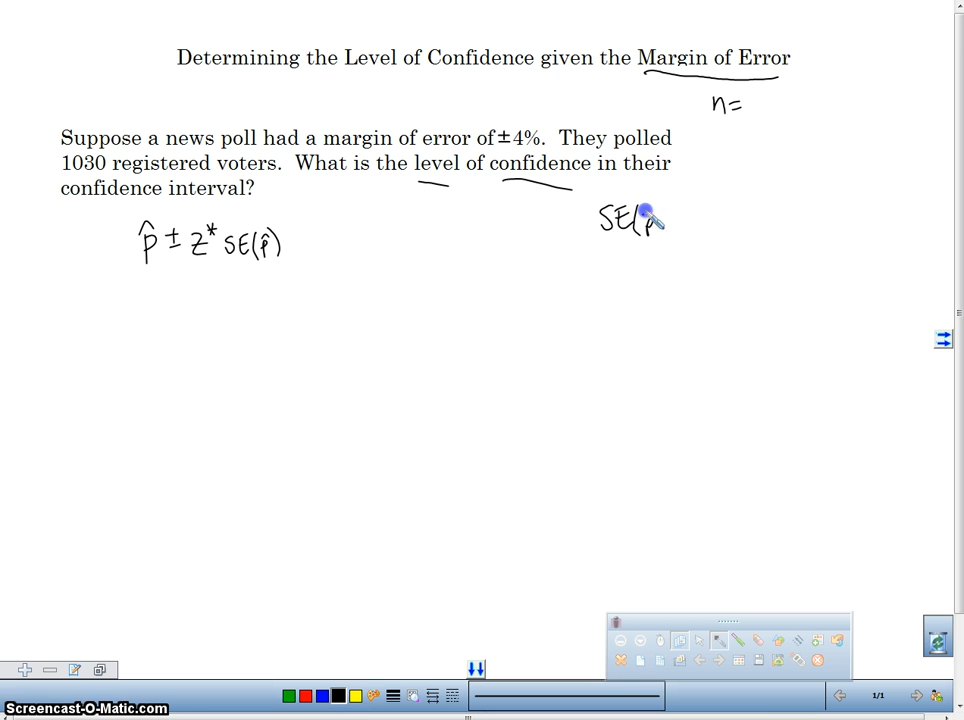 Determining the Level of Confidence given the Margin of Error
n=
Suppose a news poll had a margin of error of ±4%. They polled
1030 registered voters. What is the level of confidence in their
confidence interval?
p̂ ± z* SE(p̂)
SE(p
1/1
Screencast-O-Matic.com